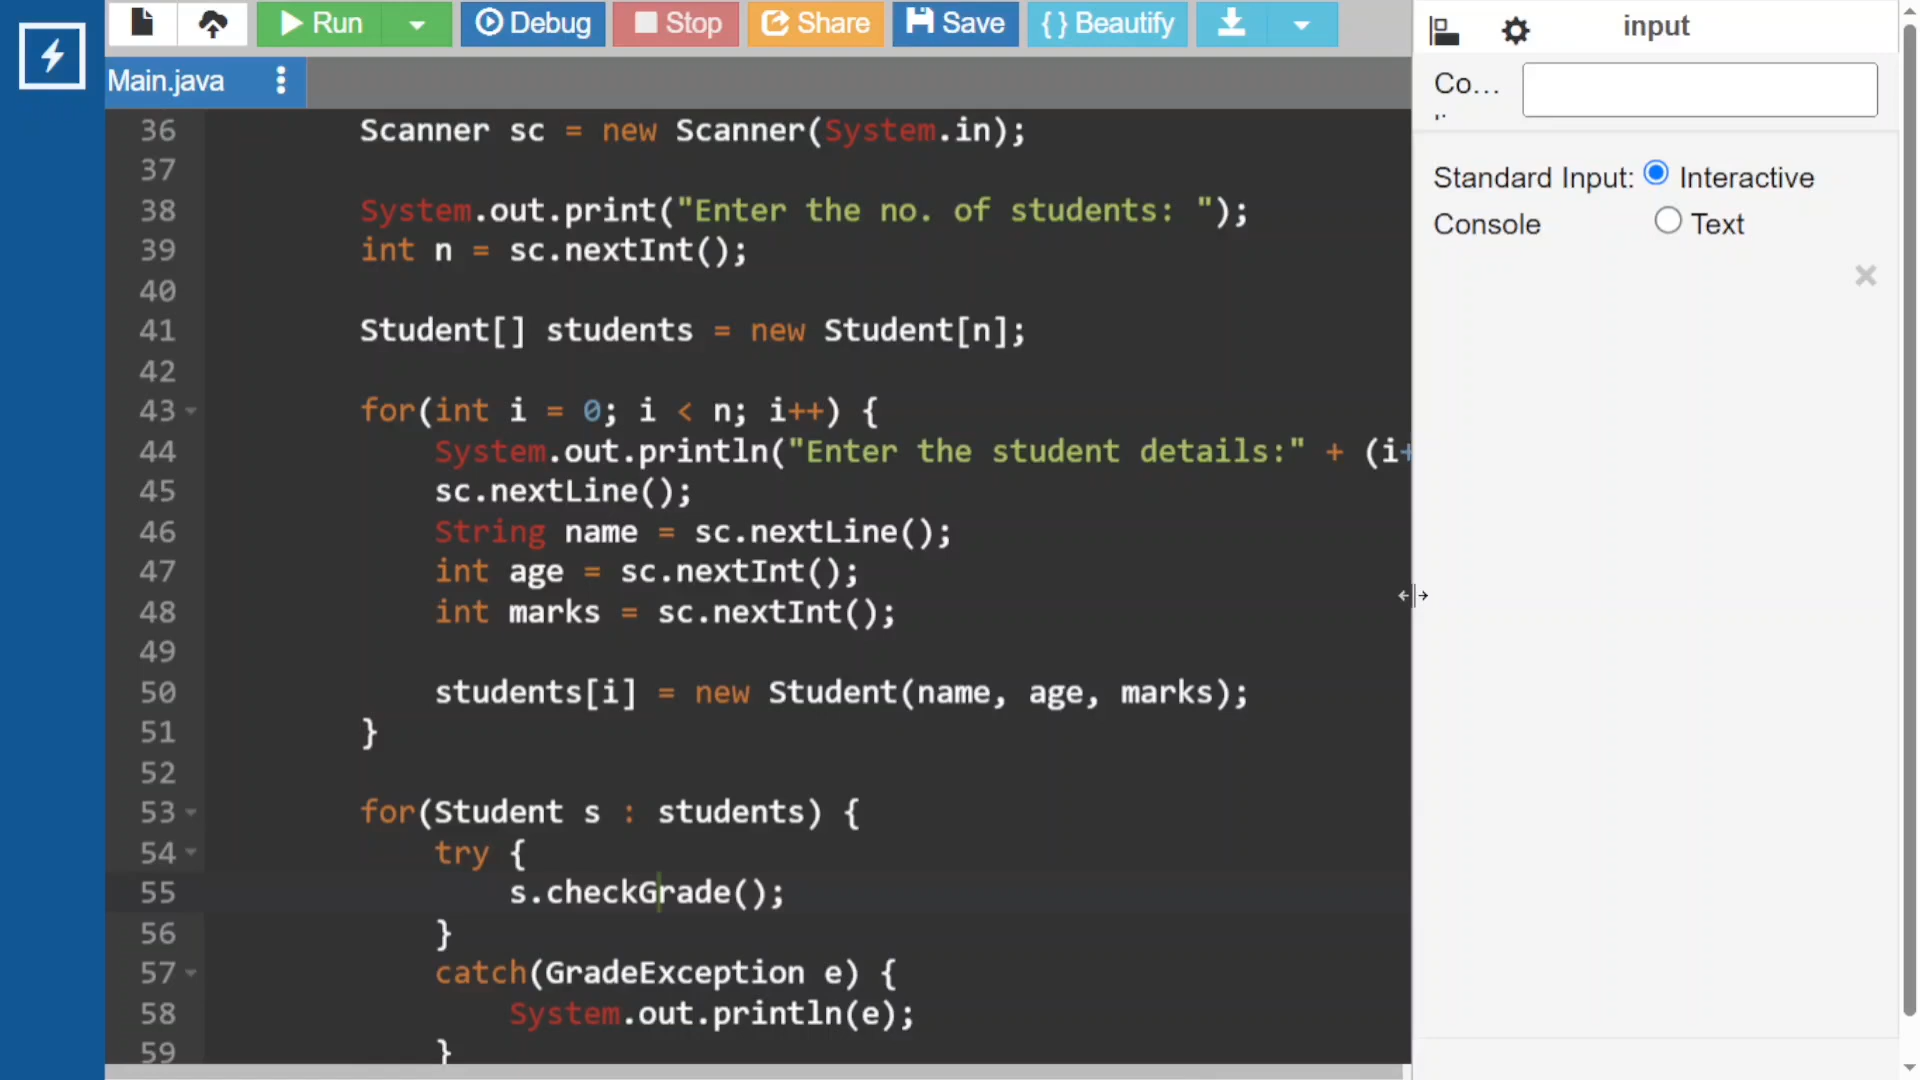 Run Debug Stop Share Save {} Beautify
input
Main.java
Co...
Standard Input: Interactive
Console Text
36 Scanner sc = new Scanner(System.in);
37
38 System.out.print("Enter the no. of students: ");
39 int n = sc.nextInt();
40
41 Student[] students = new Student[n];
42
43 for(int i = 0; i < n; i++) {
44 System.out.println("Enter the student details:" + (i+
45 sc.nextLine();
46 String name = sc.nextLine();
47 int age = sc.nextInt();
48 int marks = sc.nextInt();
49
50 students[i] = new Student(name, age, marks);
51 }
52
53 for(Student s : students) {
54 try {
55 s.checkGrade();
56 }
57 catch(GradeException e) {
58 System.out.println(e);
59 }